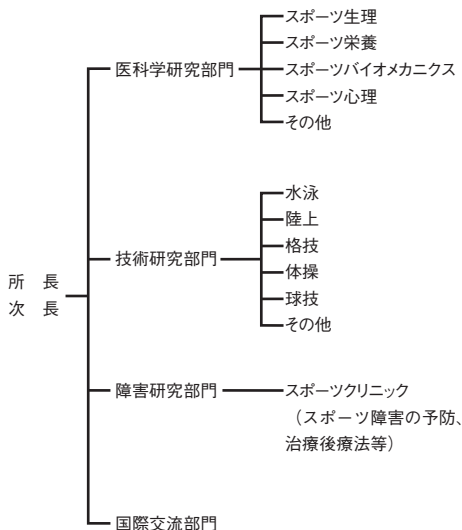 所　長
次　長
医科学研究部門
スポーツ生理
スポーツ栄養
スポーツバイオメカニクス
スポーツ心理
その他
技術研究部門
水泳
陸上
格技
体操
球技
その他
障害研究部門
スポーツクリニック
（スポーツ障害の予防、
治療後療法等）
国際交流部門